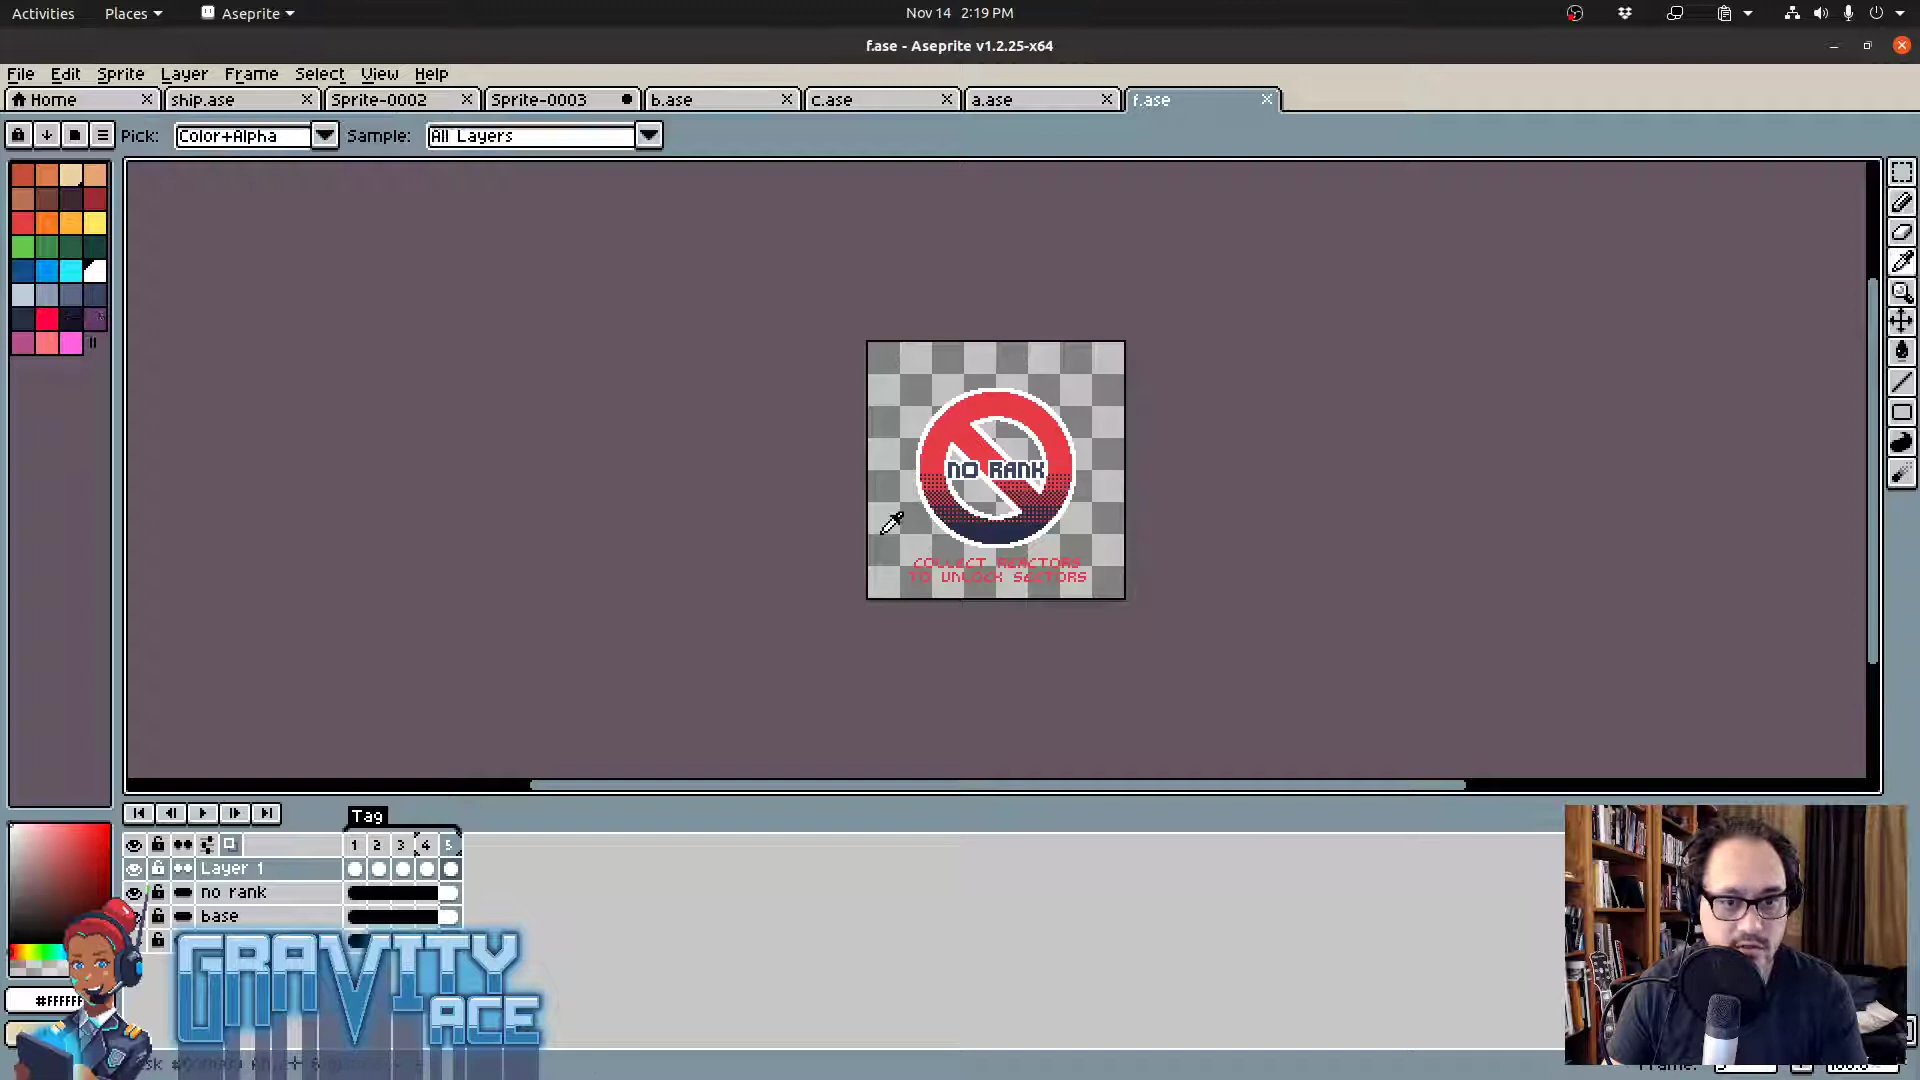 Activities Places Aseprite Nov 14 2:19 PM
f.ase - Aseprite v1.2.25-x64
File Edit Sprite Layer Frame Select View Help
Home ship.ase Sprite-0002 Sprite-0003 b.ase c.ase a.ase f.ase
Pick: Color+Alpha Sample: All Layers
NO RANK
COLLECT REACTORS
TO UNLOCK SECTORS
Tag
1 2 3 4 5
Layer 1
no rank
base
GRAVITY
ACE
#FFFFFF
Frame: